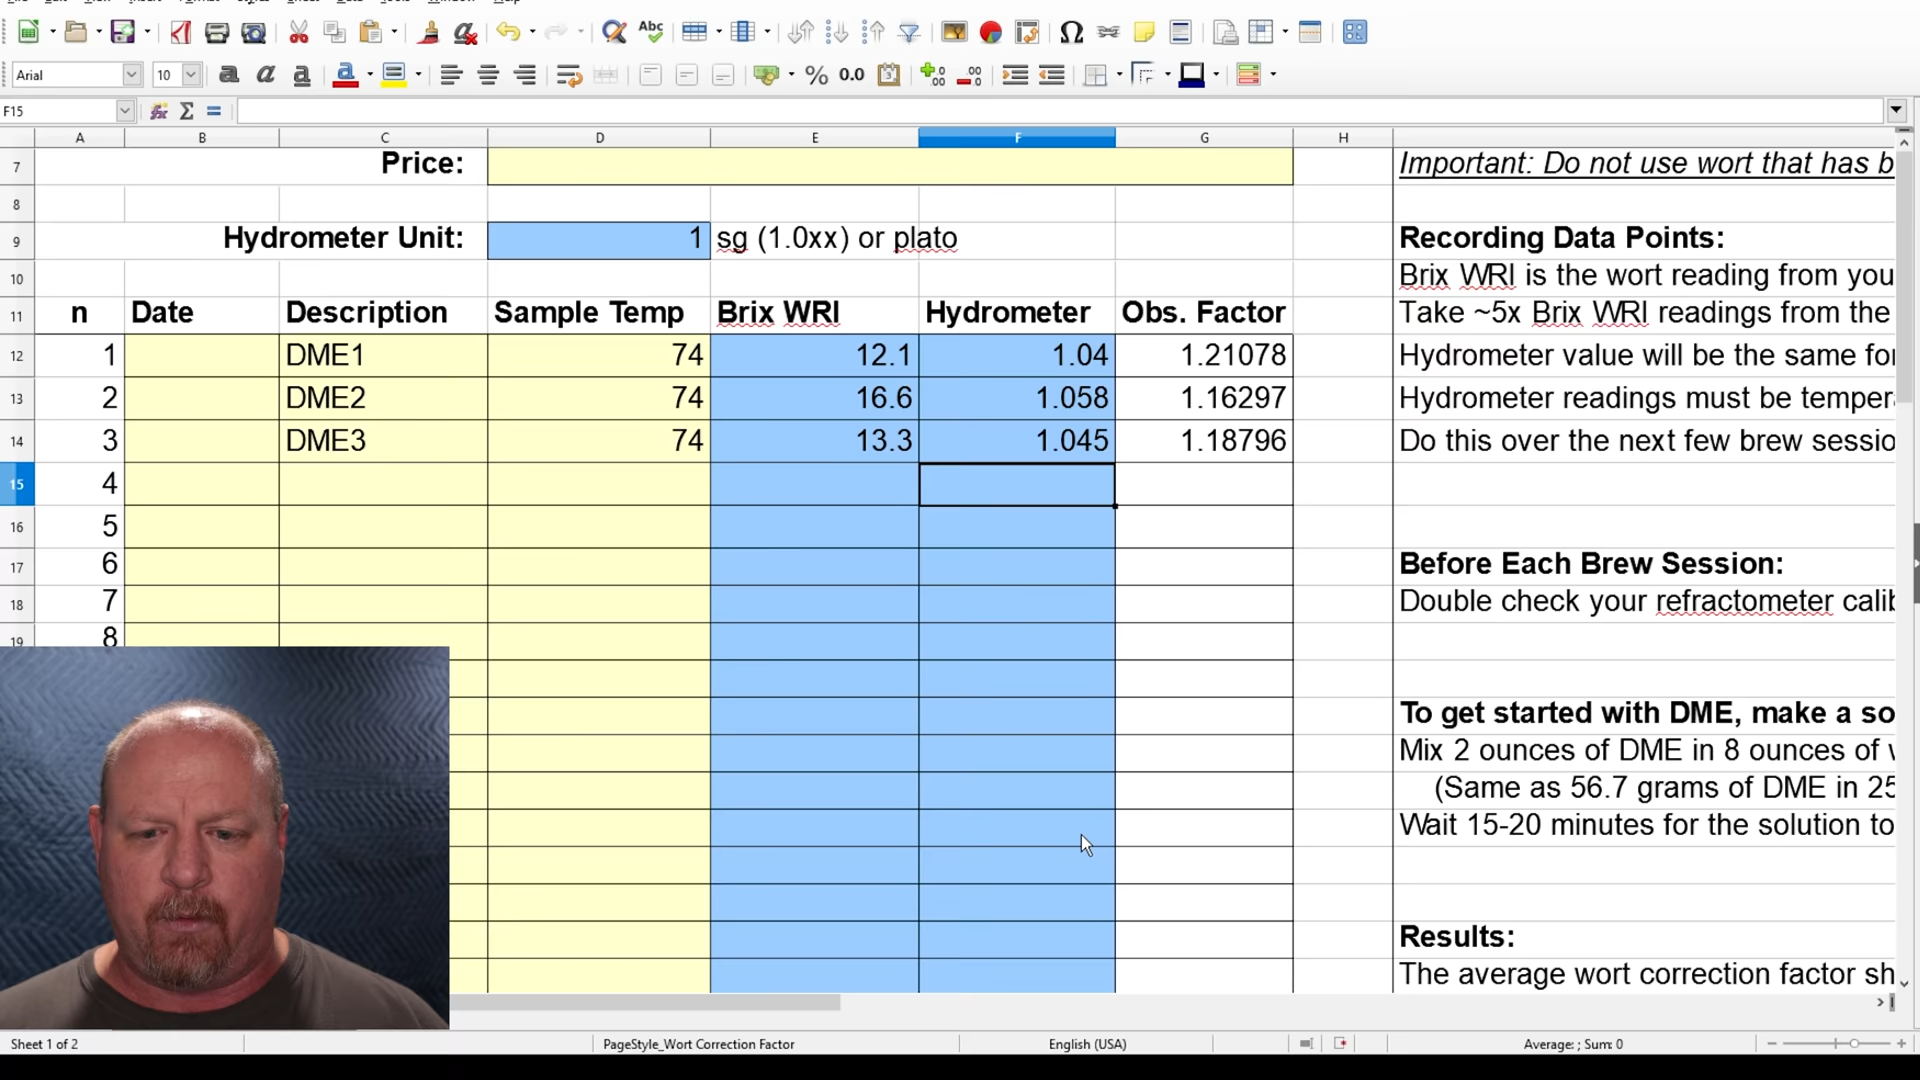 Arial
10
Abc
%
0.0
F15
A B C D E F G H
7 Price: Important: Do not use wort that has b
8
9 Hydrometer Unit: 1 sg (1.0xx) or plato Recording Data Points:
10 Brix WRI is the wort reading from you
11 n Date Description Sample Temp Brix WRI Hydrometer Obs. Factor Take ~5x Brix WRI readings from the
12 1 DME1 74 12.1 1.04 1.21078 Hydrometer value will be the same for
13 2 DME2 74 16.6 1.058 1.16297 Hydrometer readings must be temper
14 3 DME3 74 13.3 1.045 1.18796 Do this over the next few brew sessio
15 4
16 5
17 6 Before Each Brew Session:
18 7 Double check your refractometer calib
19 8
To get started with DME, make a so
Mix 2 ounces of DME in 8 ounces of w
(Same as 56.7 grams of DME in 25
Wait 15-20 minutes for the solution to
Results:
The average wort correction factor sh
Sheet 1 of 2 PageStyle_Wort Correction Factor English (USA) Average: ; Sum: 0